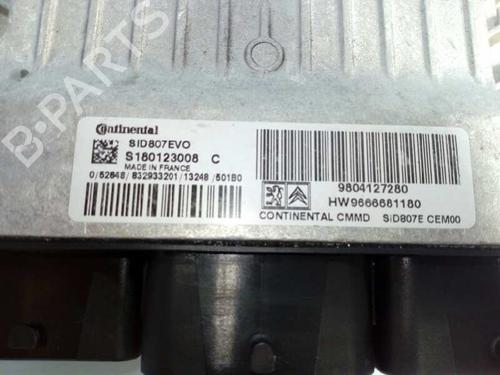 B-PARTS
Continental
SID807EVO
S180123008 C
MADE IN FRANCE
0/52848/832933201/13248/501B0
9804127280
HW9666681180
CONTINENTAL CMMD SiD807E CEM00